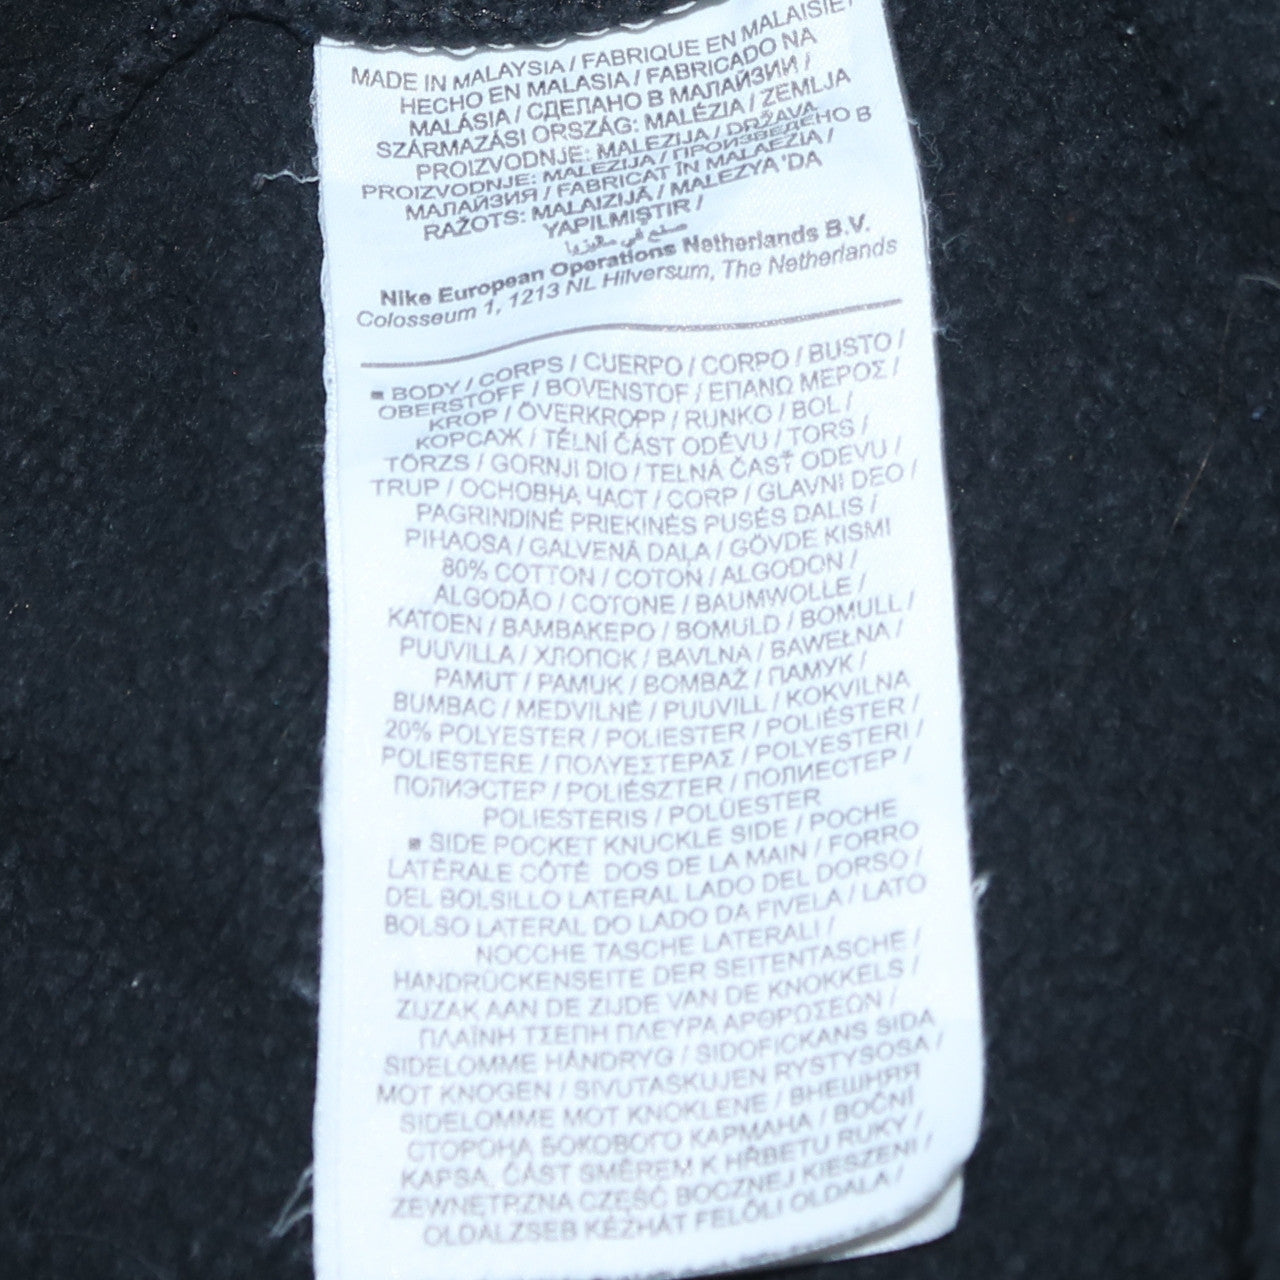 MADE IN MALAYSIA / FABRIQUE EN MALAISIE /
HECHO EN MALASIA / FABRICADO NA
MALÁSIA / СДЕЛАНО В МАЛАЙЗИИ /
SZÁRMAZÁSI ORSZÁG: MALÉZIA / ZEMLJA
PROIZVODNJE: MALEZIJA / DRŽAVA
PROIZVODNJE: MALEZIJA / ПРОИЗВЕДЕНО В
МАЛАЙЗИЯ / FABRICAT ÎN MALAEZIA /
RAŽOTS: MALAIZIJĀ / MALEZYA'DA
YAPILMIŞTIR /
صنع في ماليزيا
Nike European Operations Netherlands B.V.
Colosseum 1, 1213 NL Hilversum, The Netherlands
BODY / CORPS / CUERPO / CORPO / BUSTO /
OBERSTOFF / BOVENSTOF / ΕΠΑΝΩ ΜΕΡΟΣ /
KROP / ÖVERKROPP / RUNKO / BOL /
КОРСАЖ / TĚLNÍ ČÁST ODĚVU / TORS /
TÖRZS / GORNJI DIO / TELNÁ ČASŤ ODEVU /
TRUP / ОСНОВНА ЧАСТ / CORP / GLAVNI DEO /
PAGRINDINĖ PRIEKINĖS PUSĖS DALIS /
PIHAOSA / GALVENĀ DAĻA / GÖVDE KISMI
80% COTTON / COTON / ALGODON /
ALGODÃO / COTONE / BAUMWOLLE /
KATOEN / ΒΑΜΒΑΚΕΡΟ / BOMULD / BOMULL /
PUUVILLA / ХЛОПОК / BAVLNA / BAWEŁNA /
PAMUT / PAMUK / BOMBAŽ / ПАМУК /
BUMBAC / MEDVILNĖ / PUUVILL / KOKVILNA
20% POLYESTER / POLIESTER / POLIÉSTER /
POLIESTERE / ΠΟΛΥΕΣΤΕΡΑΣ / POLYESTERI /
ПОЛИЭСТЕР / POLIÉSZTER / ПОЛИЕСТЕР /
POLIESTERIS / POLÜESTER
SIDE POCKET KNUCKLE SIDE / POCHE
LATÉRALE CÔTÉ DOS DE LA MAIN / FORRO
DEL BOLSILLO LATERAL LADO DEL DORSO /
BOLSO LATERAL DO LADO DA FIVELA / LATO
NOCCHE TASCHE LATERALI /
HANDRÜCKENSEITE DER SEITENTASCHE /
ZIJZAK AAN DE ZIJDE VAN DE KNOKKELS /
ΠΛΑΪΝΗ ΤΣΕΠΗ ΠΛΕΥΡΑ ΑΡΘΡΩΣΕΩΝ /
SIDELOMME HÅNDRYG / SIDOFICKANS SIDA
MOT KNOGEN / SIVUTASKUJEN RYSTYSOSA /
SIDELOMME MOT KNOKLENE / ВНЕШНЯЯ
СТОРОНА БОКОВОГО КАРМАНА / BOČNÍ
KAPSA, ČÁST SMĚREM K HŘBETU RUKY /
ZEWNĘTRZNA CZĘŚĆ BOCZNEJ KIESZENI /
OLDALZSEB KÉZHÁT FELŐLI OLDALA /